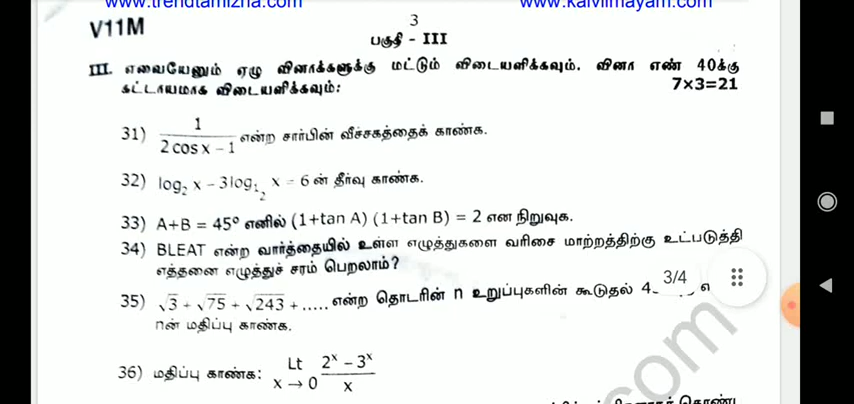 www.trendtamizha.com www.kalvimayam.com
V11M
3
பகுதி - III
III. எவையேனும் ஏழு வினாக்களுக்கு மட்டும் விடையளிக்கவும். வினா எண் 40க்கு
கட்டாயமாக விடையளிக்கவும்: 7×3=21
31) 1/(2 cos x – 1) என்ற சார்பின் வீச்சகத்தைக் காண்க.
32) log₂ x – 3log₁/₂ x = 6ன் தீர்வு காண்க.
33) A+B = 45° எனில் (1+tan A) (1+tan B) = 2 என நிறுவுக.
34) BLEAT என்ற வார்த்தையில் உள்ள எழுத்துகளை வரிசை மாற்றத்திற்கு உட்படுத்தி
எத்தனை எழுத்துச் சரம் பெறலாம்?
35) √3 + √75 + √243 + ..... என்ற தொடரின் n உறுப்புகளின் கூடுதல்
3/4
nன் மதிப்பு காண்க.
36) மதிப்பு காண்க: Lt x → 0 (2ˣ – 3ˣ)/x